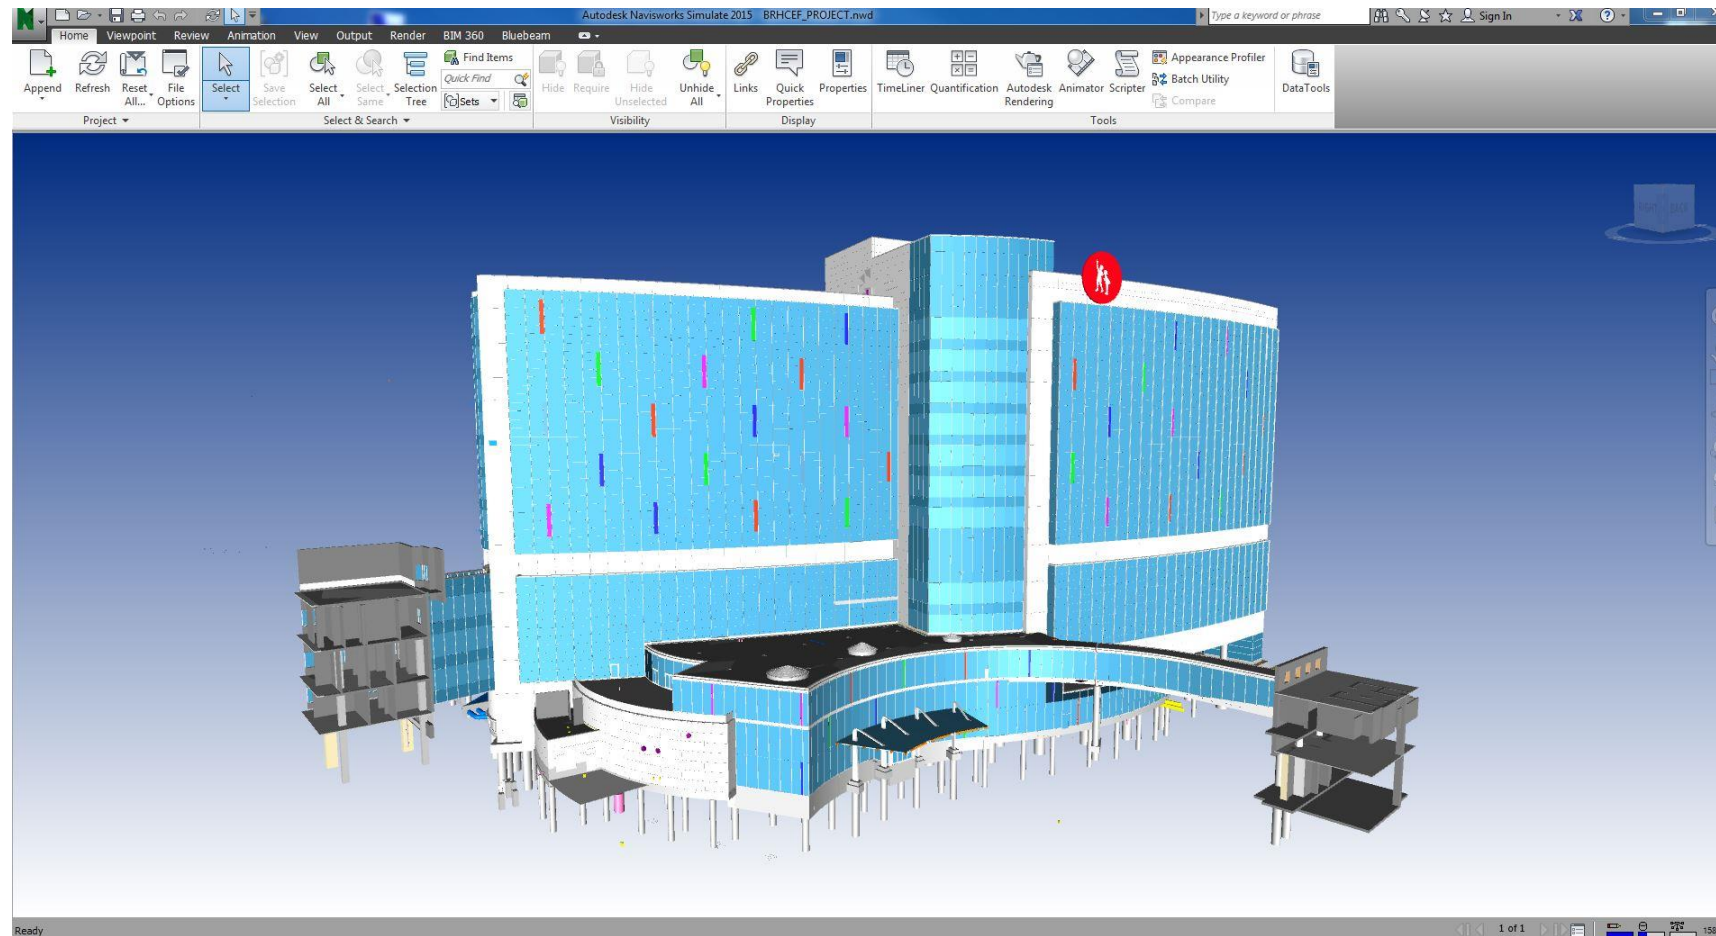 Autodesk Navisworks Simulate 2015 BRHCEF_PROJECT.nwd
Type a keyword or phrase
Sign In
Home Viewpoint Review Animation View Output Render BIM 360 Bluebeam
Append
Refresh
Reset All...
File Options
Select
Save Selection
Select All
Select Same
Selection Tree
Find Items
Quick Find
Sets
Hide
Require
Hide Unselected
Unhide All
Links
Quick Properties
Properties
TimeLiner
Quantification
Autodesk Rendering
Animator
Scripter
Appearance Profiler
Batch Utility
Compare
DataTools
Project
Select & Search
Visibility
Display
Tools
Ready
1 of 1